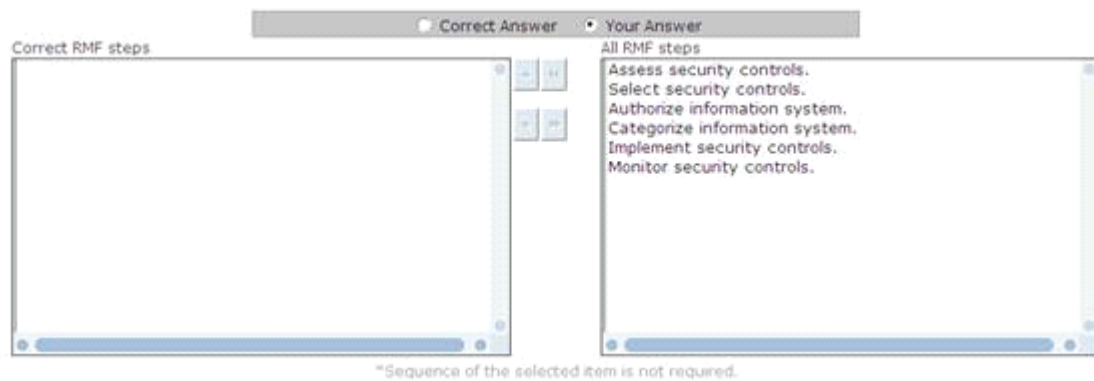 Correct Answer Your Answer
Correct RMF steps
All RMF steps
Assess security controls.
Select security controls.
Authorize information system.
Categorize information system.
Implement security controls.
Monitor security controls.
*Sequence of the selected item is not required.